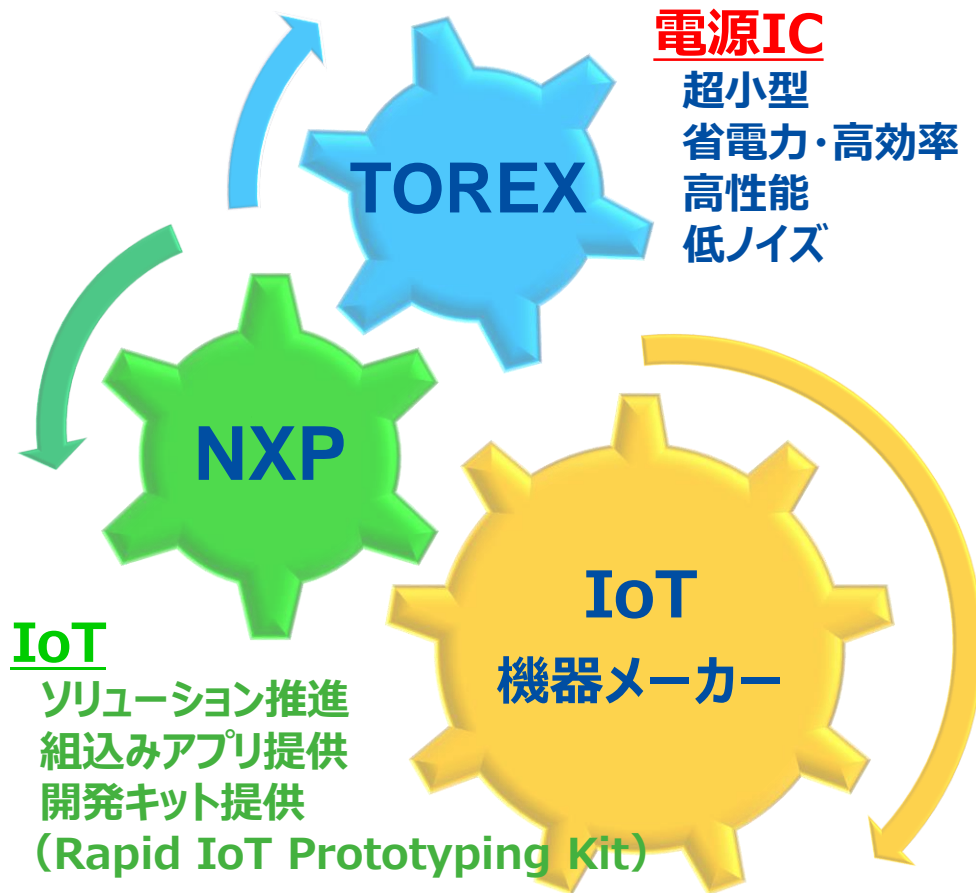 電源IC
超小型
省電力・高効率
高性能
低ノイズ
TOREX
NXP
IoT
機器メーカー
IoT
ソリューション推進
組込みアプリ提供
開発キット提供
（Rapid IoT Prototyping Kit）